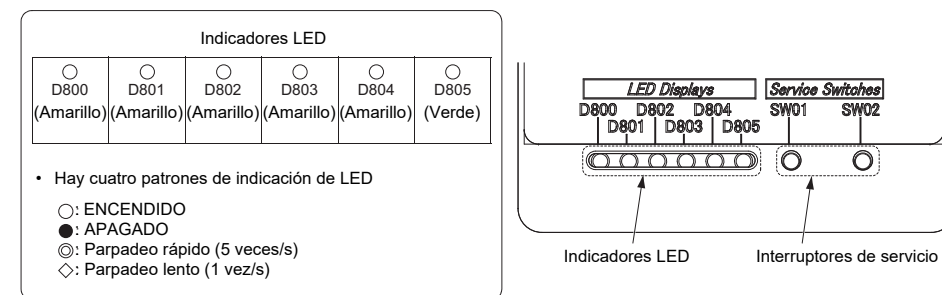 Indicadores LED
D800 D801 D802 D803 D804 D805
(Amarillo) (Amarillo) (Amarillo) (Amarillo) (Amarillo) (Verde)
• Hay cuatro patrones de indicación de LED
○: ENCENDIDO
●: APAGADO
◎: Parpadeo rápido (5 veces/s)
◇: Parpadeo lento (1 vez/s)
LED Displays Service Switches
D800 D802 D804 SW01 SW02
D801 D803 D805
Indicadores LED Interruptores de servicio